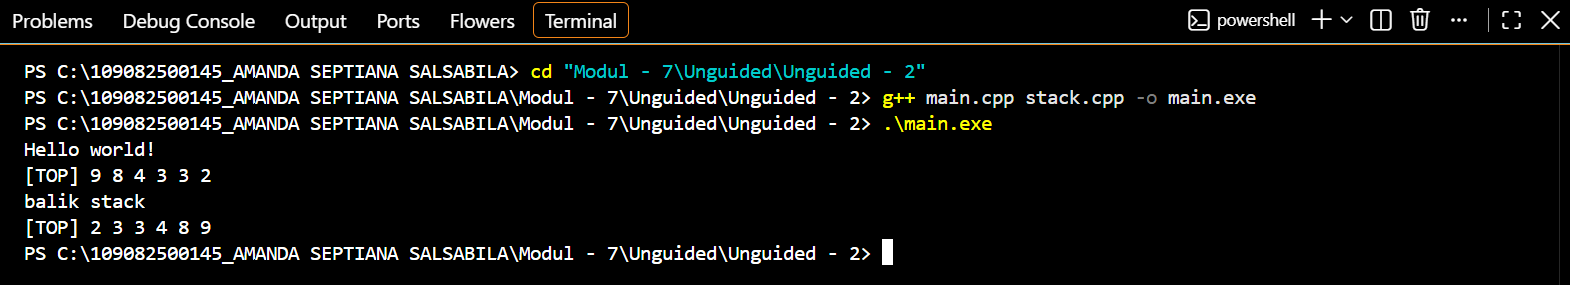 Problems Debug Console Output Ports Flowers Terminal powershell
PS C:\109082500145_AMANDA SEPTIANA SALSABILA> cd "Modul - 7\Unguided\Unguided - 2"
PS C:\109082500145_AMANDA SEPTIANA SALSABILA\Modul - 7\Unguided\Unguided - 2> g++ main.cpp stack.cpp -o main.exe
PS C:\109082500145_AMANDA SEPTIANA SALSABILA\Modul - 7\Unguided\Unguided - 2> .\main.exe
Hello world!
[TOP] 9 8 4 3 3 2
balik stack
[TOP] 2 3 3 4 8 9
PS C:\109082500145_AMANDA SEPTIANA SALSABILA\Modul - 7\Unguided\Unguided - 2>